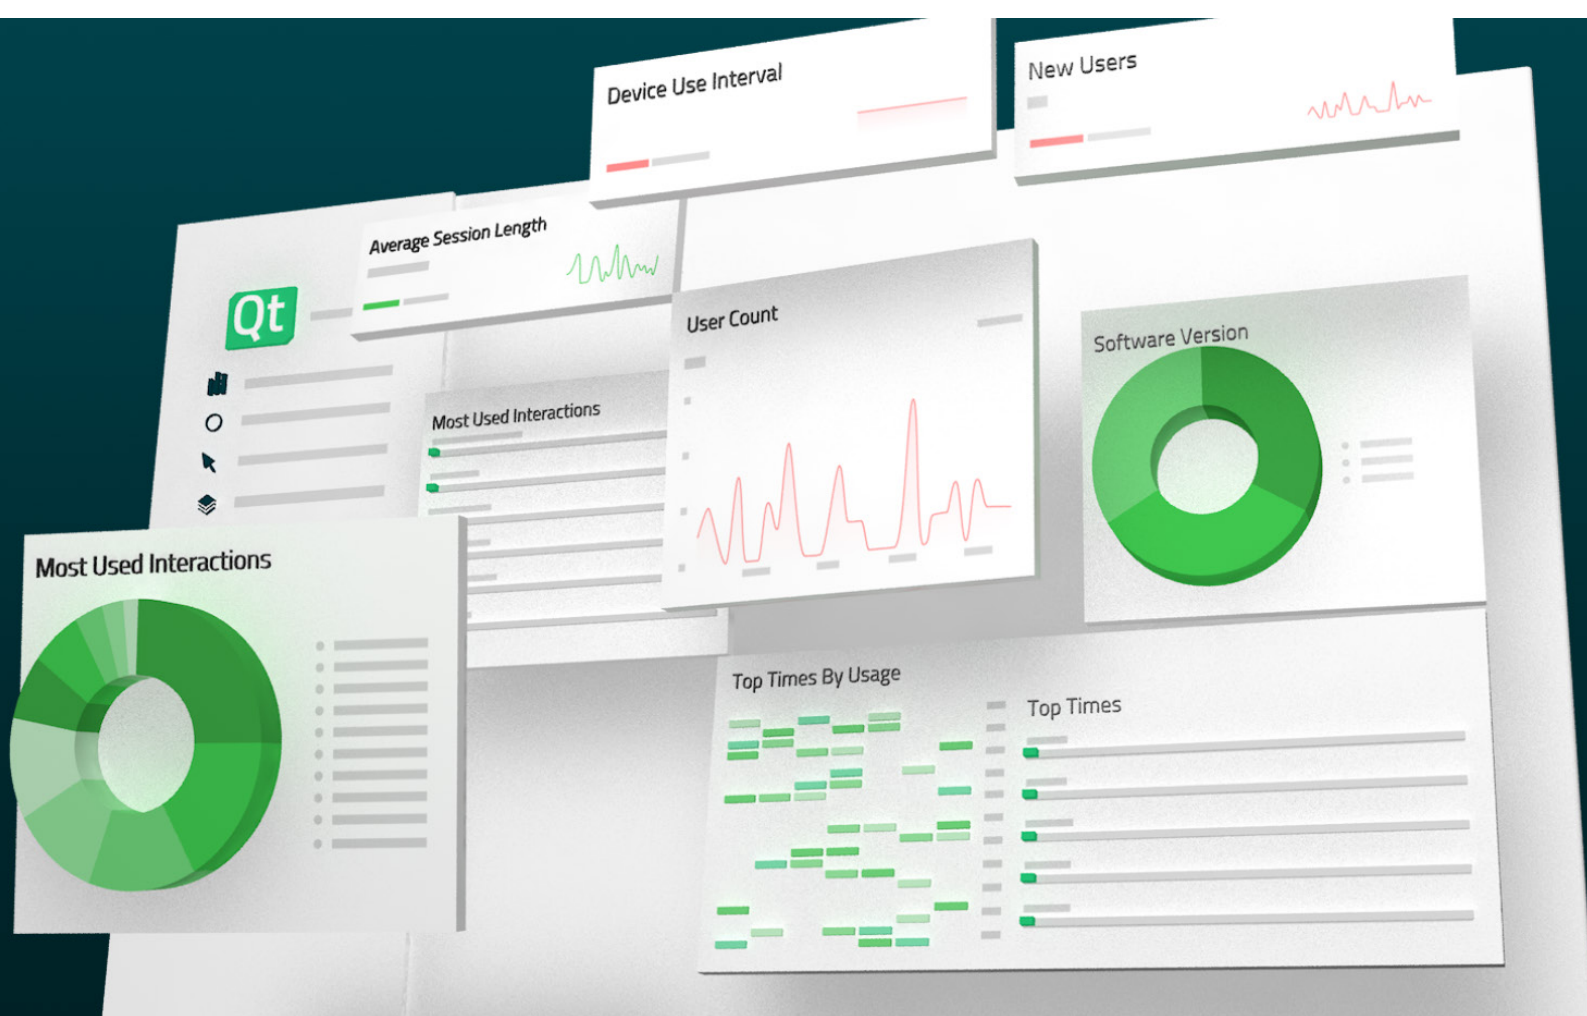 Device Use Interval
New Users
Average Session Length
Qt
User Count
Software Version
Most Used Interactions
Most Used Interactions
Top Times By Usage
Top Times